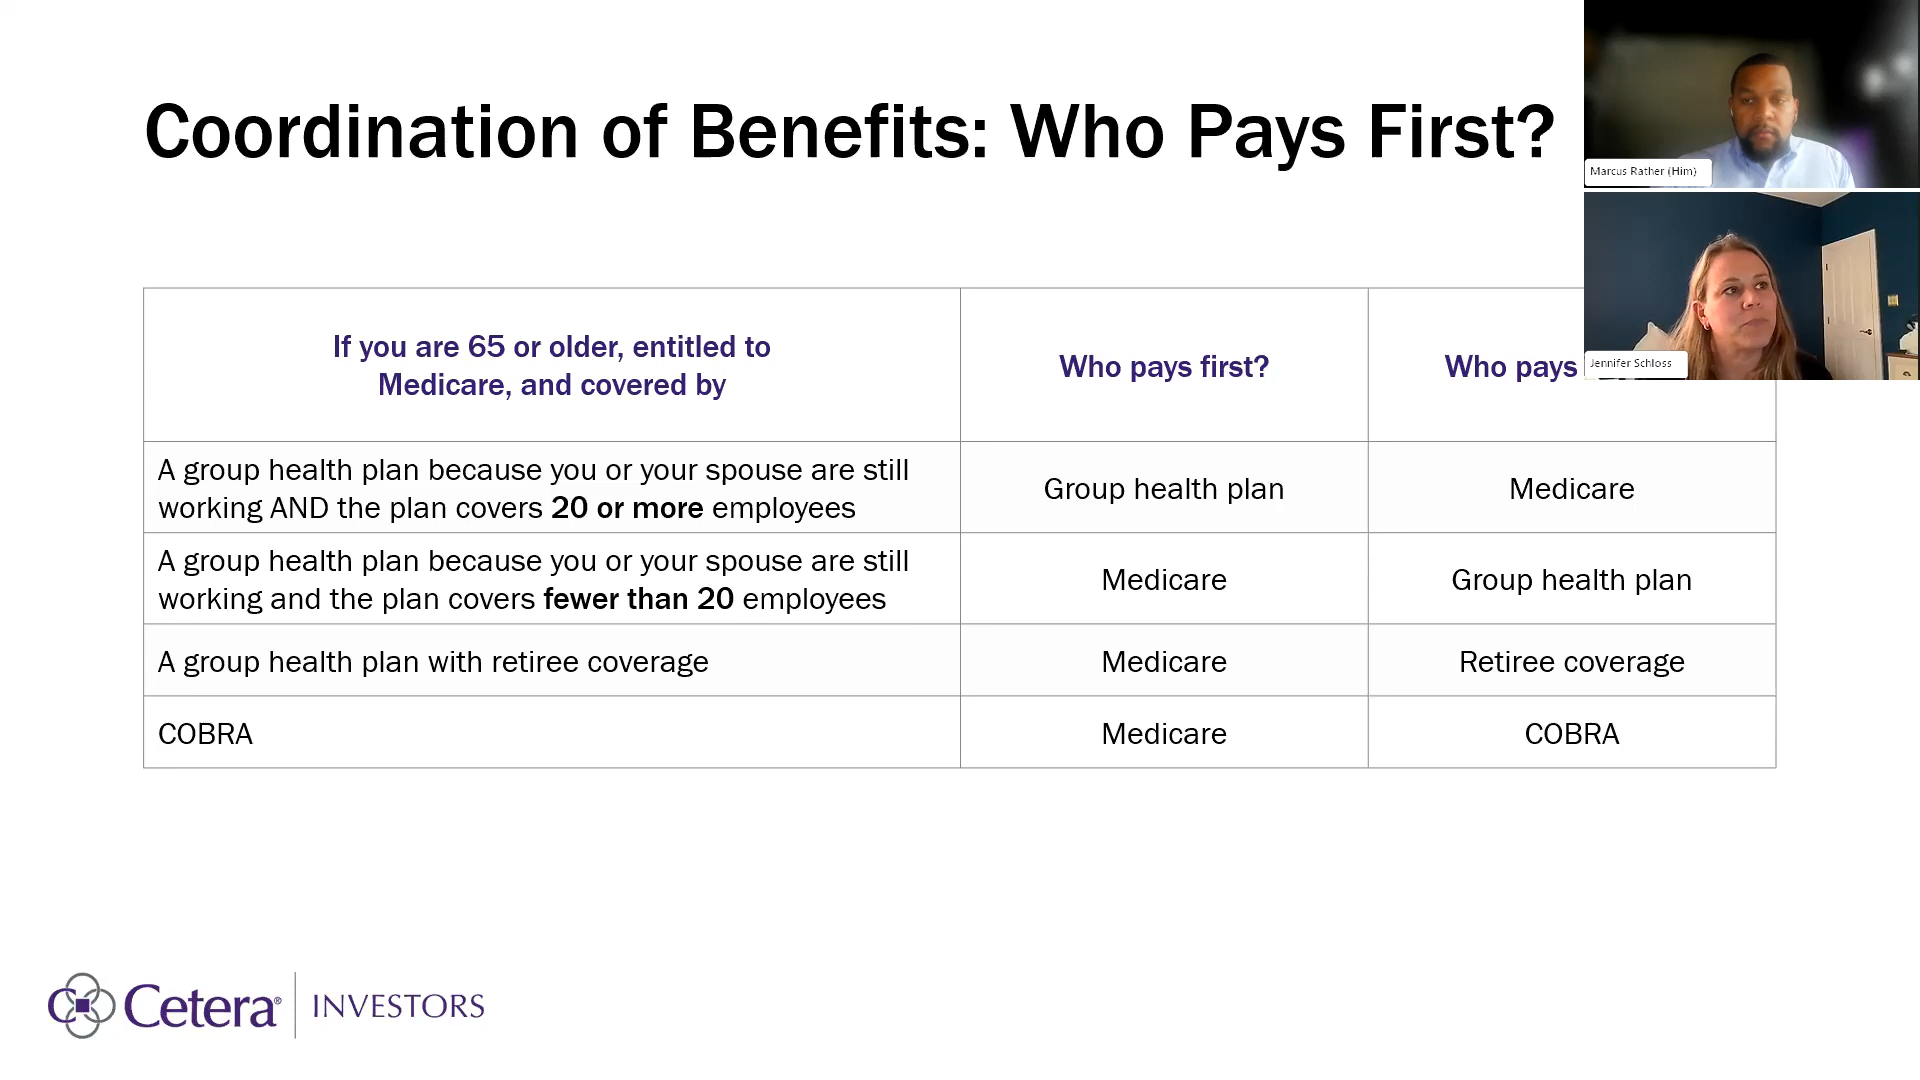 Coordination of Benefits: Who Pays First?
Marcus Rather (Him)
Jennifer Schloss
If you are 65 or older, entitled to
Medicare, and covered by
Who pays first?
Who pays
A group health plan because you or your spouse are still
working AND the plan covers 20 or more employees
Group health plan
Medicare
A group health plan because you or your spouse are still
working and the plan covers fewer than 20 employees
Medicare
Group health plan
A group health plan with retiree coverage
Medicare
Retiree coverage
COBRA
Medicare
COBRA
Cetera® INVESTORS